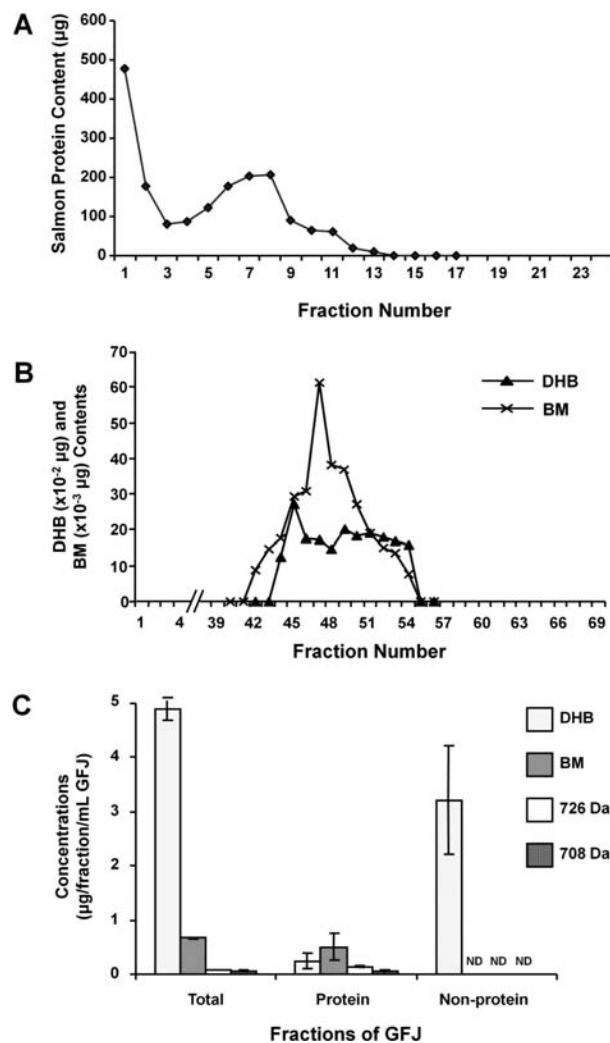 A
Salmon Protein Content (µg)
600
500
400
300
200
100
0
1 3 5 7 9 11 13 15 17 19 21 23
Fraction Number
B
DHB (x10-2 µg) and
BM (x10-3 µg) Contents
70
60
50
40
30
20
10
0
DHB
BM
1 4 39 42 45 48 51 54 57 60 63 66 69
Fraction Number
C
Concentrations
(µg/fraction/mL GFJ)
5
4
3
2
1
0
DHB
BM
726 Da
708 Da
ND ND ND
Total Protein Non-protein
Fractions of GFJ